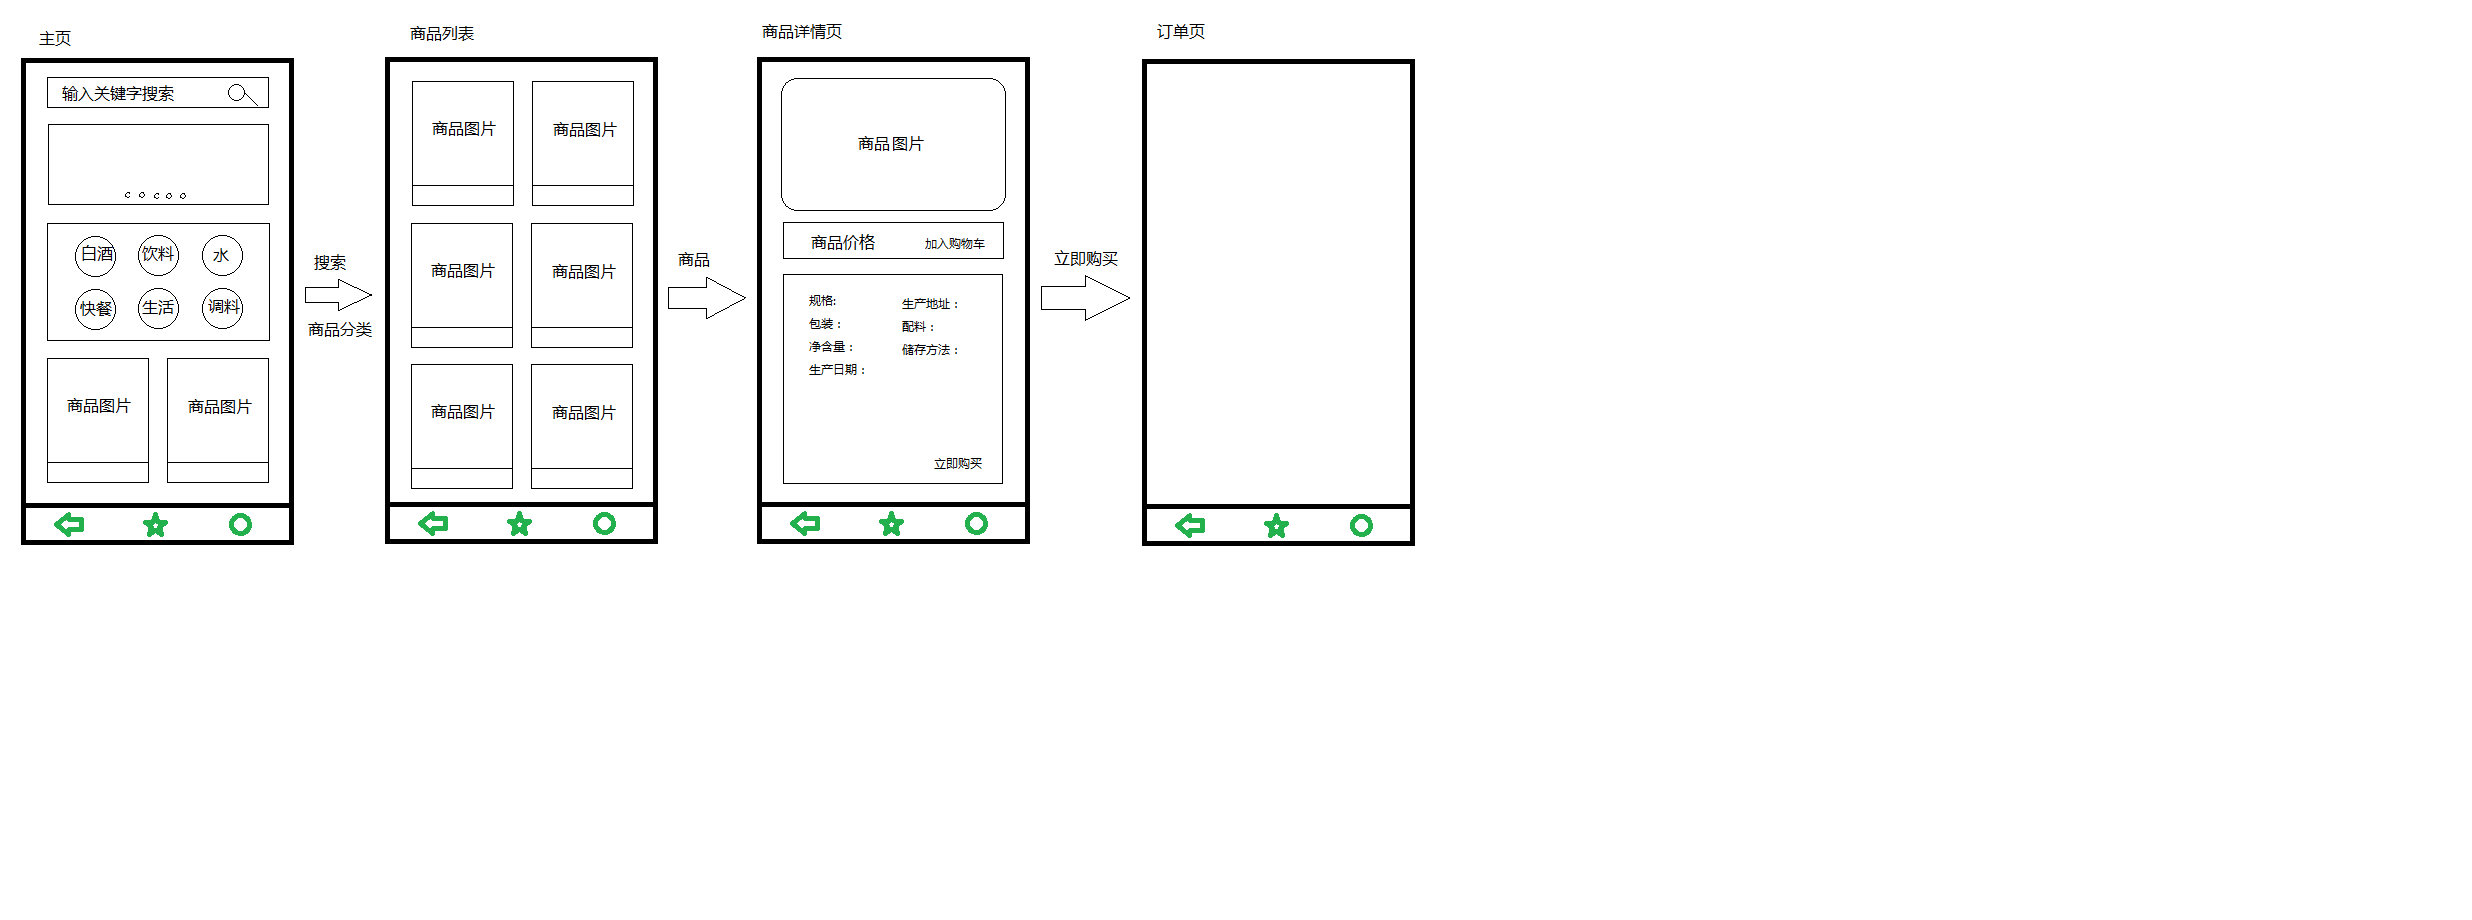 主页
输入关键字搜索
白酒
饮料
水
快餐
生活
调料
商品图片
商品图片
搜索
商品分类
商品列表
商品图片
商品图片
商品图片
商品图片
商品图片
商品图片
商品
商品详情页
商品图片
商品价格
加入购物车
规格:
包装：
净含量：
生产日期：
生产地址：
配料：
储存方法：
立即购买
立即购买
订单页